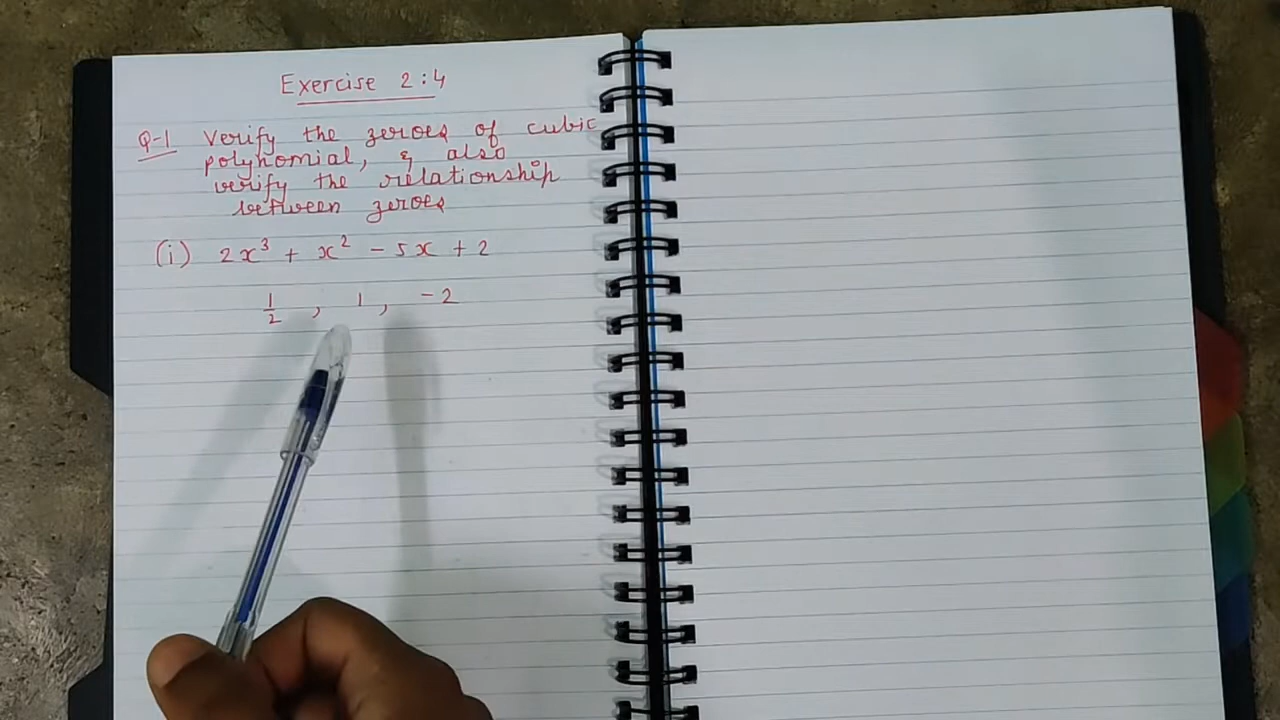 Exercise 2:4
Q-1 Verify the zeroes of cubic
polynomial, & also
verify the relationship
between zeroes
(i) 2x³ + x² - 5x + 2
1/2 , 1, -2